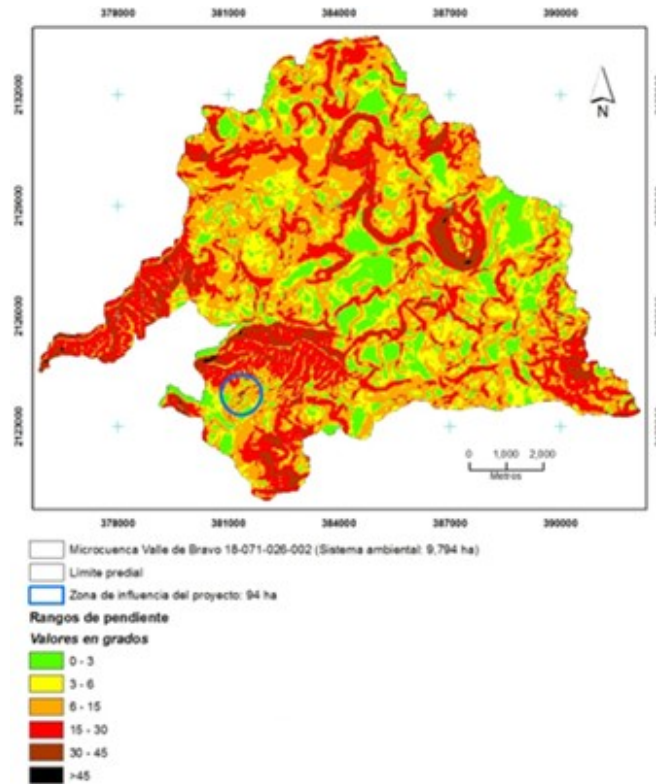 378000 381000 384000 387000 390000
2132000
N
2129000
2126000
2123000
0 1,000 2,000
Metros
378000 381000 384000 387000 390000
Microcuenca Valle de Bravo 18-071-026-002 (Sistema ambiental: 9,794 ha)
Límite predial
Zona de influencia del proyecto: 94 ha
Rangos de pendiente
Valores en grados
0 - 3
3 - 6
6 - 15
15 - 30
30 - 45
>45